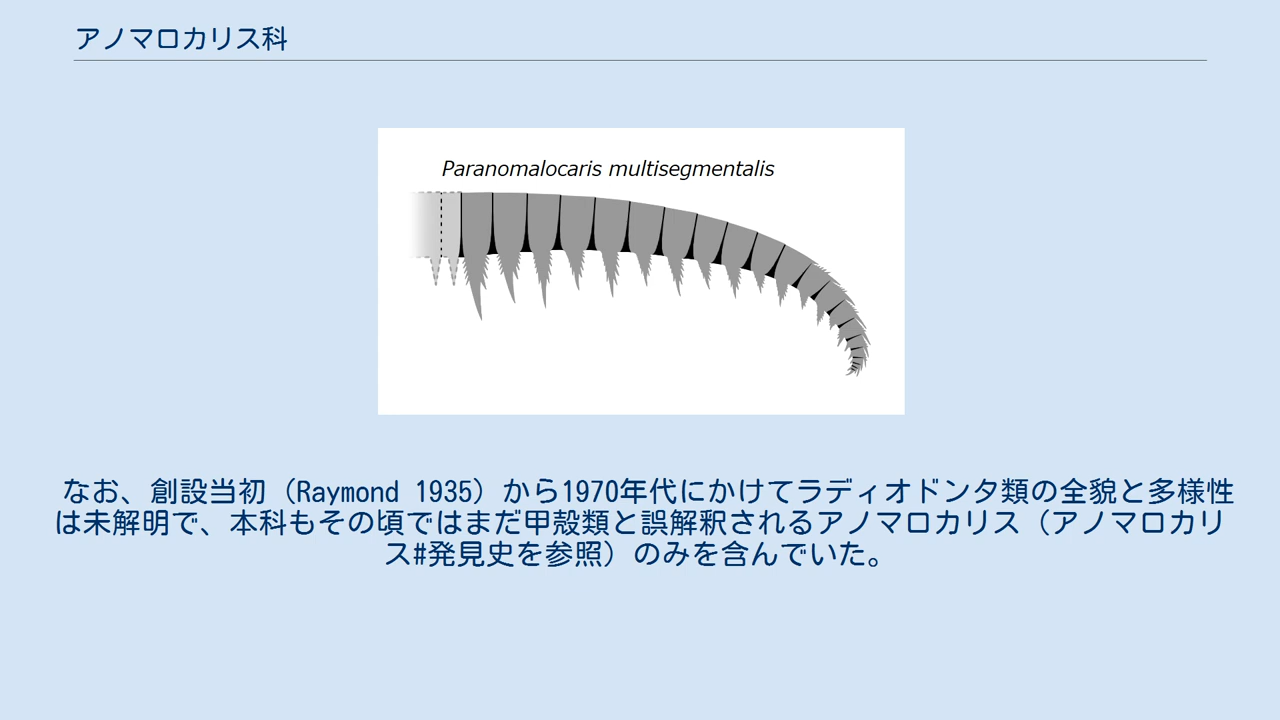 アノマロカリス科
Paranomalocaris multisegmentalis
なお、創設当初（Raymond 1935）から1970年代にかけてラディオドンタ類の全貌と多様性
は未解明で、本科もその頃ではまだ甲殻類と誤解釈されるアノマロカリス（アノマロカリ
ス#発見史を参照）のみを含んでいた。